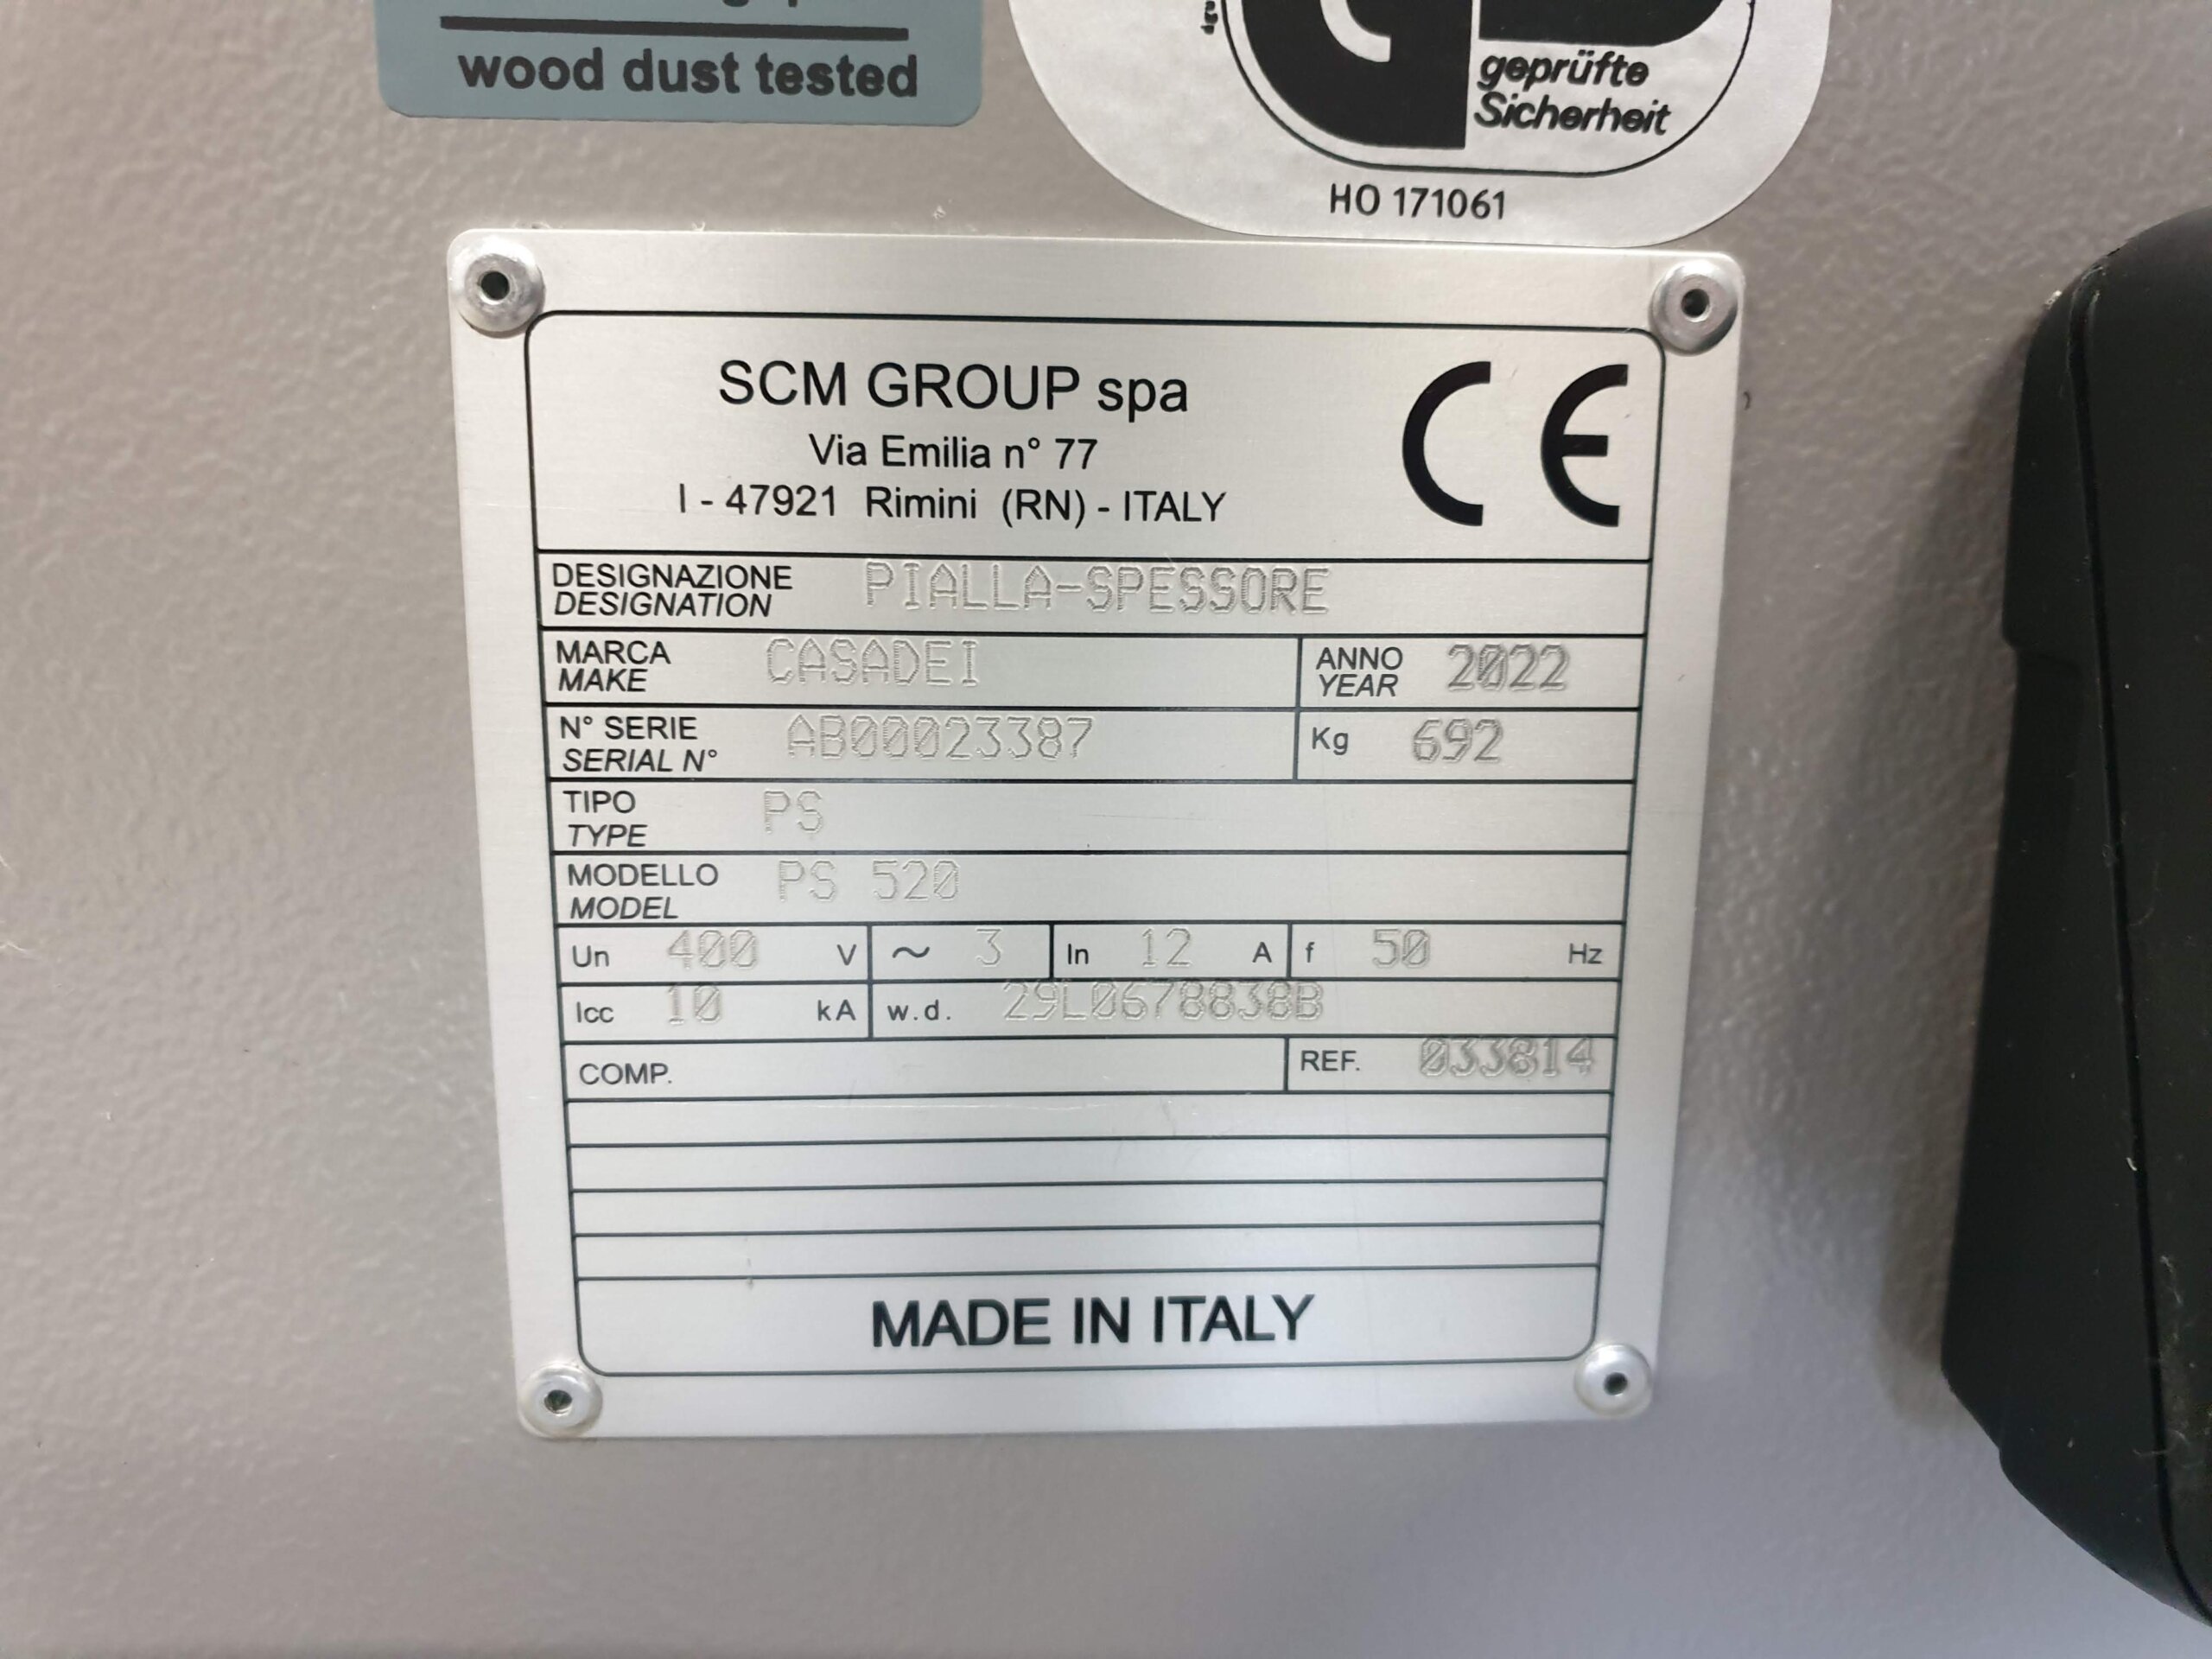 wood dust tested
geprüfte
Sicherheit
HO 171061
SCM GROUP spa
Via Emilia n° 77
I - 47921 Rimini (RN) - ITALY
CE
DESIGNAZIONE PIALLA-SPESSORE
DESIGNATION
MARCA CASADEI ANNO 2022
MAKE YEAR
N° SERIE AB00023387 Kg 692
SERIAL N°
TIPO PS
TYPE
MODELLO PS 520
MODEL
Un 400 V ~ 3 In 12 A f 50 Hz
Icc 10 kA w.d. 29L0678838B
COMP. REF. 033814
MADE IN ITALY